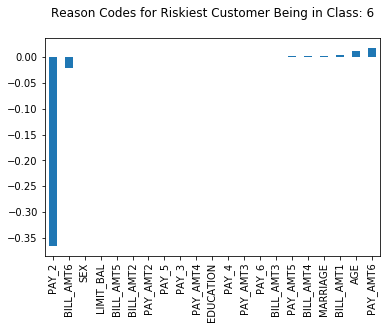 Reason Codes for Riskiest Customer Being in Class: 6
0.00
−0.05
−0.10
−0.15
−0.20
−0.25
−0.30
−0.35
PAY_2
BILL_AMT6
SEX
LIMIT_BAL
BILL_AMT5
BILL_AMT2
PAY_AMT2
PAY_5
PAY_3
PAY_AMT4
EDUCATION
PAY_4
PAY_AMT3
PAY_6
BILL_AMT3
PAY_AMT5
BILL_AMT4
MARRIAGE
BILL_AMT1
AGE
PAY_AMT6